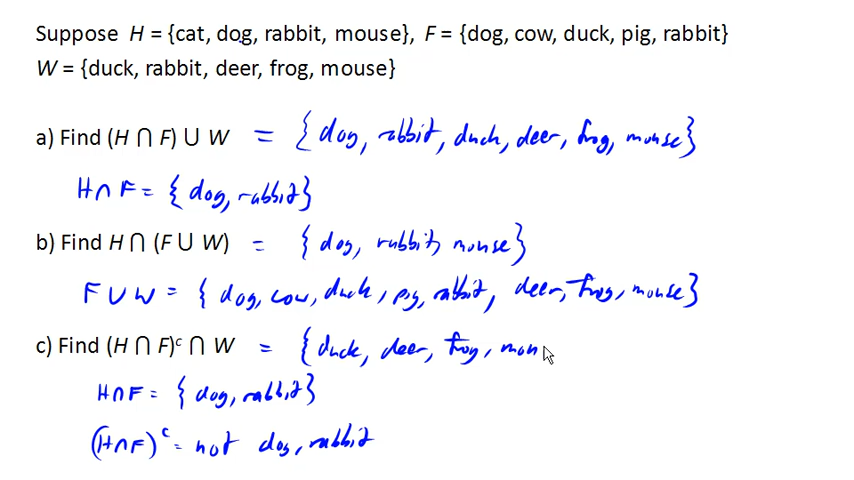 Suppose H = {cat, dog, rabbit, mouse}, F = {dog, cow, duck, pig, rabbit}
W = {duck, rabbit, deer, frog, mouse}
a) Find (H ⋂ F) ⋃ W = {dog, rabbit, duck, deer, frog, mouse}
H∩F = {dog, rabbit}
b) Find H ⋂ (F ⋃ W) = {dog, rabbit, mouse}
F ∪ W = {dog, cow, duck, pig, rabbit, deer, frog, mouse}
c) Find (H ⋂ F)ᶜ ⋂ W = {duck, deer, frog, mou
H∩F = {dog, rabbit}
(H∩F)ᶜ = not dog, rabbit